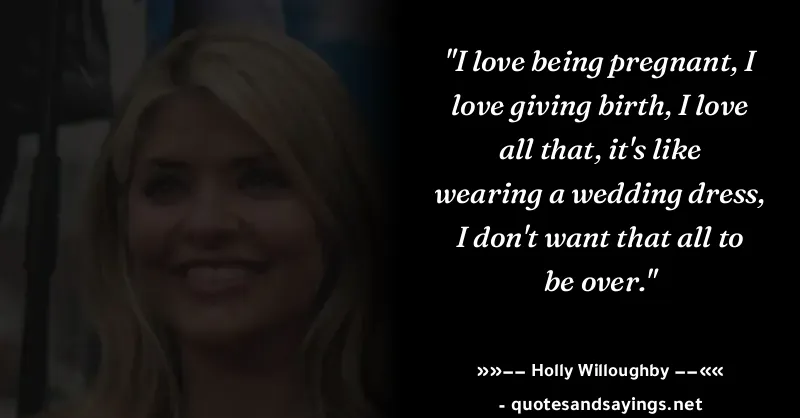 "I love being pregnant, I
love giving birth, I love
all that, it's like
wearing a wedding dress,
I don't want that all to
be over."
»»−− Holly Willoughby −−««
- quotesandsayings.net